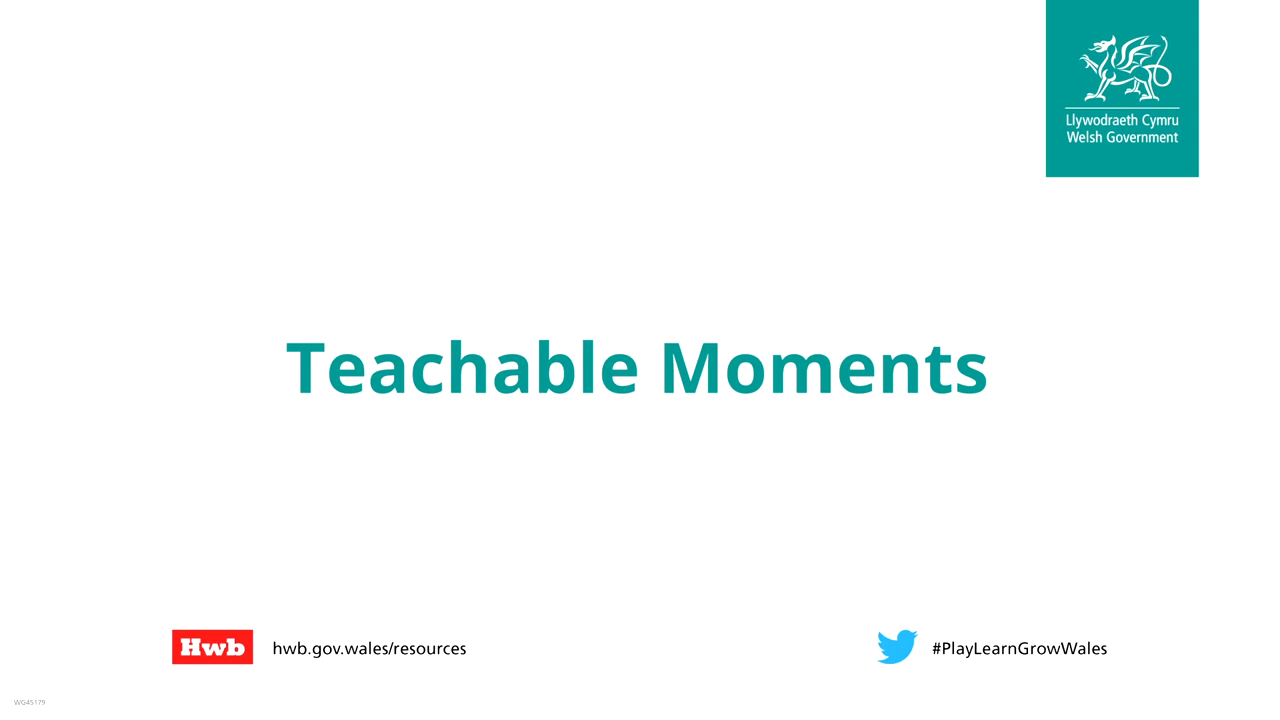 Llywodraeth Cymru
Welsh Government
Teachable Moments
Hwb
hwb.gov.wales/resources
#PlayLearnGrowWales
WG45179